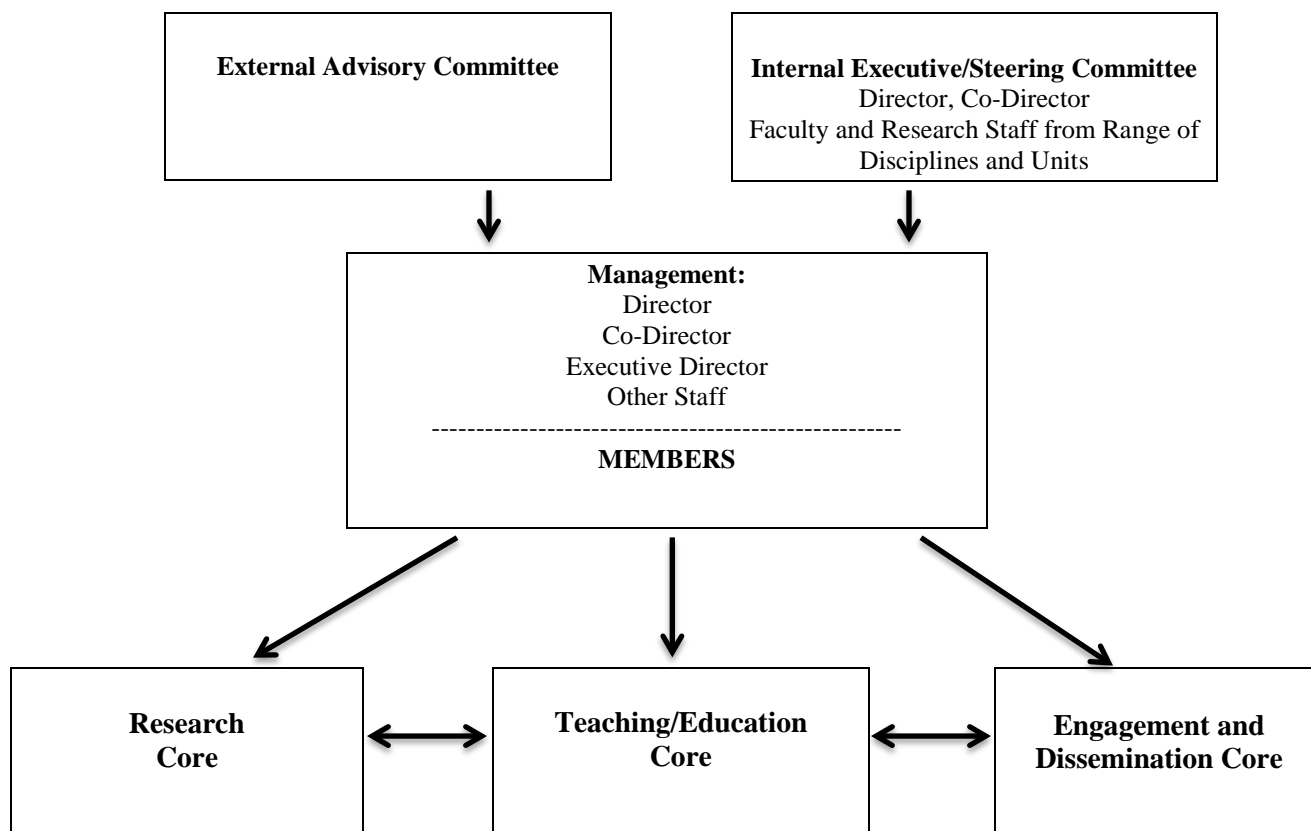 External Advisory Committee
Internal Executive/Steering Committee
Director, Co-Director
Faculty and Research Staff from Range of
Disciplines and Units
Management:
Director
Co-Director
Executive Director
Other Staff
-----------------------------------------------------
MEMBERS
Research
Core
Teaching/Education
Core
Engagement and
Dissemination Core